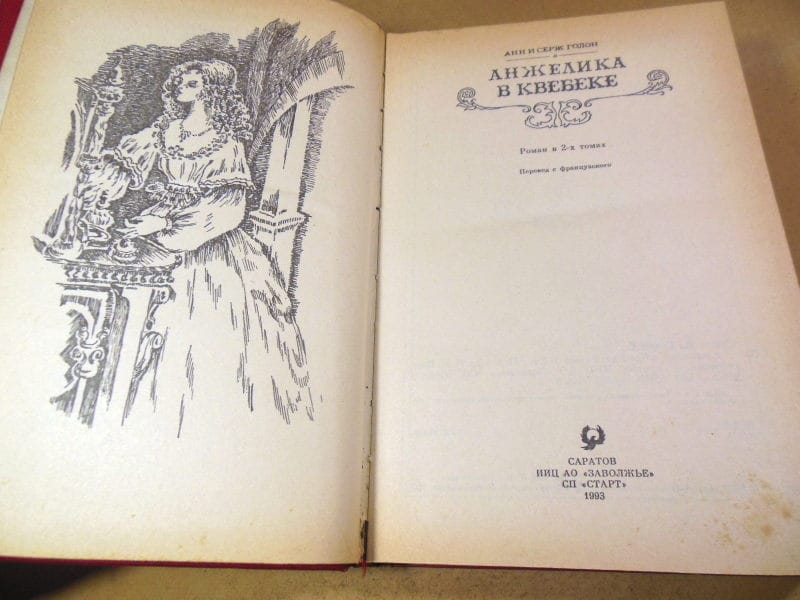 АНН И СЕРЖ ГОЛОН
АНЖЕЛИКА
В КВЕБЕКЕ
Роман в 2-х томах
Перевод с французского
САРАТОВ
ИИЦ АО «ЗАВОЛЖЬЕ»
СП «СТАРТ»
1993